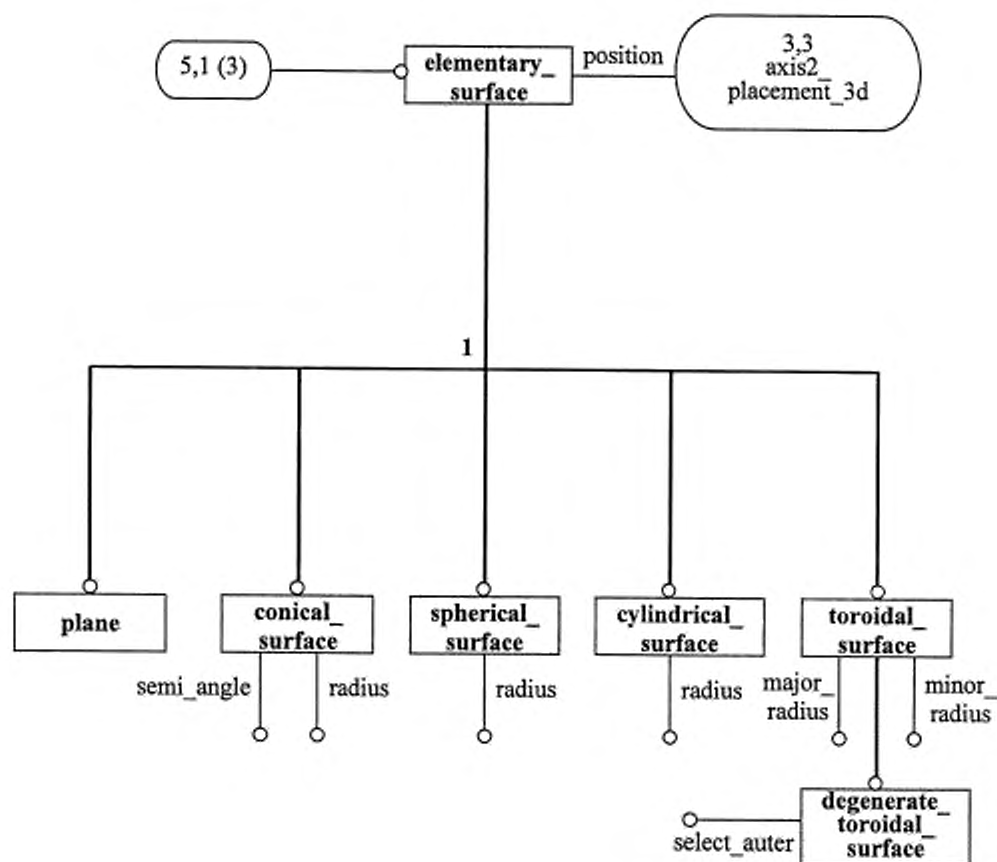 5,1 (3)
elementary_
surface
position
3,3
axis2_
placement_3d
1
plane
conical_
surface
spherical_
surface
cylindrical_
surface
toroidal_
surface
semi_angle
radius
radius
radius
major_
radius
minor_
radius
degenerate_
toroidal_
surface
select_auter